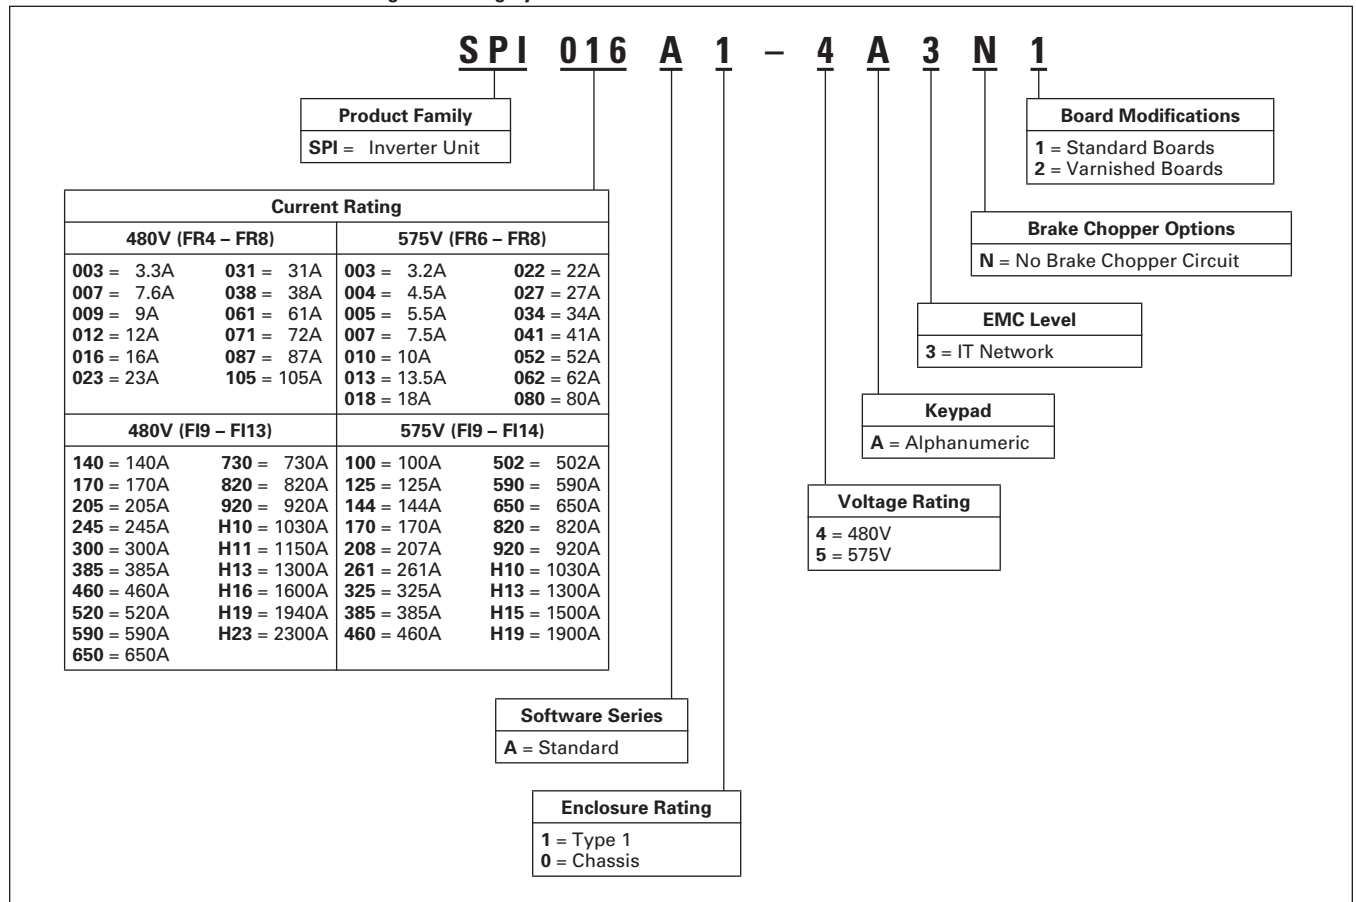 SPI 016 A 1 – 4 A 3 N 1
Product Family
SPI = Inverter Unit
Board Modifications
1 = Standard Boards
2 = Varnished Boards
Current Rating
480V (FR4 – FR8) 575V (FR6 – FR8)
003 = 3.3A 031 = 31A 003 = 3.2A 022 = 22A
007 = 7.6A 038 = 38A 004 = 4.5A 027 = 27A
009 = 9A 061 = 61A 005 = 5.5A 034 = 34A
012 = 12A 071 = 72A 007 = 7.5A 041 = 41A
016 = 16A 087 = 87A 010 = 10A 052 = 52A
023 = 23A 105 = 105A 013 = 13.5A 062 = 62A
018 = 18A 080 = 80A
480V (FI9 – FI13) 575V (FI9 – FI14)
140 = 140A 730 = 730A 100 = 100A 502 = 502A
170 = 170A 820 = 820A 125 = 125A 590 = 590A
205 = 205A 920 = 920A 144 = 144A 650 = 650A
245 = 245A H10 = 1030A 170 = 170A 820 = 820A
300 = 300A H11 = 1150A 208 = 207A 920 = 920A
385 = 385A H13 = 1300A 261 = 261A H10 = 1030A
460 = 460A H16 = 1600A 325 = 325A H13 = 1300A
520 = 520A H19 = 1940A 385 = 385A H15 = 1500A
590 = 590A H23 = 2300A 460 = 460A H19 = 1900A
650 = 650A
Brake Chopper Options
N = No Brake Chopper Circuit
EMC Level
3 = IT Network
Keypad
A = Alphanumeric
Voltage Rating
4 = 480V
5 = 575V
Software Series
A = Standard
Enclosure Rating
1 = Type 1
0 = Chassis